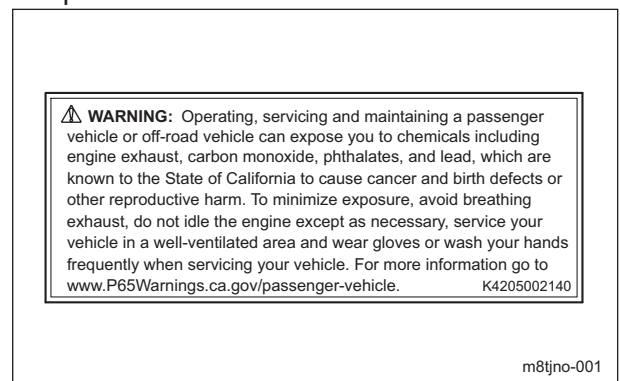 ⚠ WARNING: Operating, servicing and maintaining a passenger
vehicle or off-road vehicle can expose you to chemicals including
engine exhaust, carbon monoxide, phthalates, and lead, which are
known to the State of California to cause cancer and birth defects or
other reproductive harm. To minimize exposure, avoid breathing
exhaust, do not idle the engine except as necessary, service your
vehicle in a well-ventilated area and wear gloves or wash your hands
frequently when servicing your vehicle. For more information go to
www.P65Warnings.ca.gov/passenger-vehicle. K4205002140
m8tjno-001